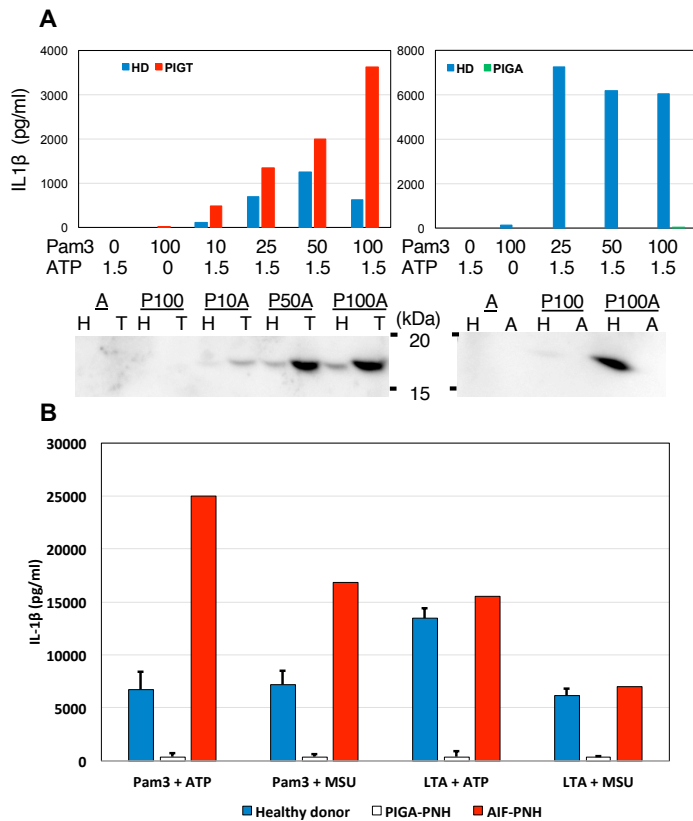 A
4000
3000
2000
1000
0
IL1β (pg/ml)
HD PIGT
8000
6000
4000
2000
0
HD PIGA
Pam3 0 100 10 25 50 100 0 100 25 50 100
ATP 1.5 0 1.5 1.5 1.5 1.5 1.5 0 1.5 1.5 1.5
A P100 P10A P50A P100A (kDa) A P100 P100A
H T H T H T H T H T H A H A H A
20
15
B
30000
25000
20000
15000
10000
5000
0
IL-1β (pg/ml)
Pam3 + ATP Pam3 + MSU LTA + ATP LTA + MSU
Healthy donor PIGA-PNH AIF-PNH